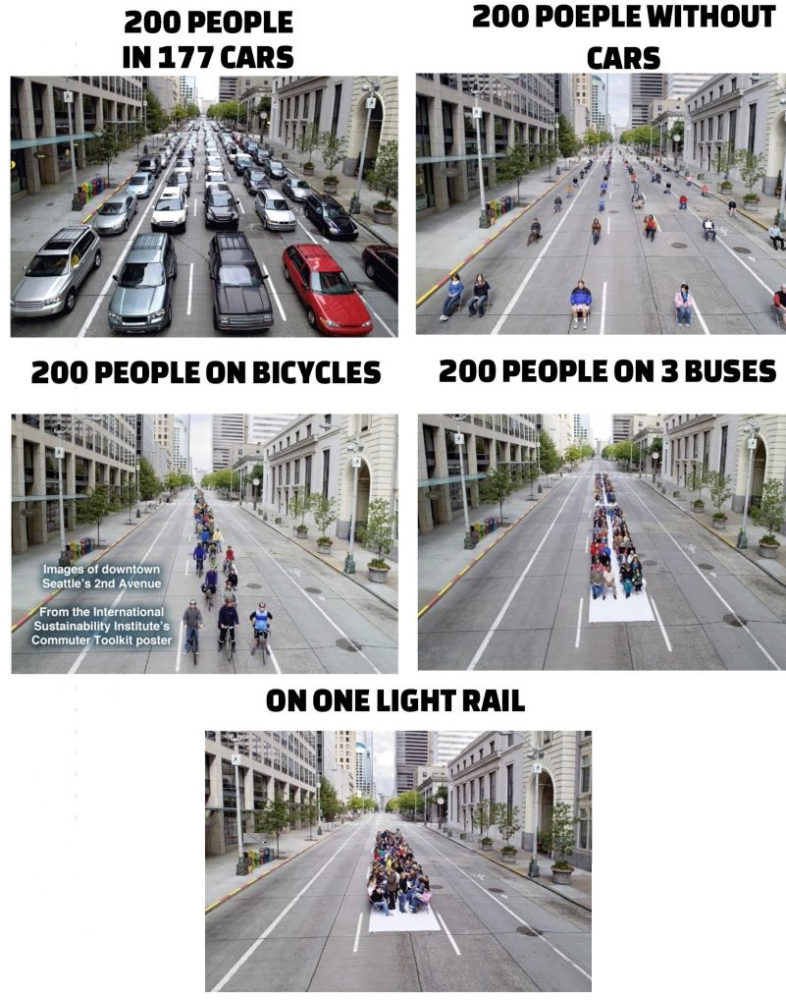 200 PEOPLE
IN 177 CARS
200 POEPLE WITHOUT
CARS
200 PEOPLE ON BICYCLES
200 PEOPLE ON 3 BUSES
Images of downtown
Seattle's 2nd Avenue
From the International
Sustainability Institute's
Commuter Toolkit poster
ON ONE LIGHT RAIL